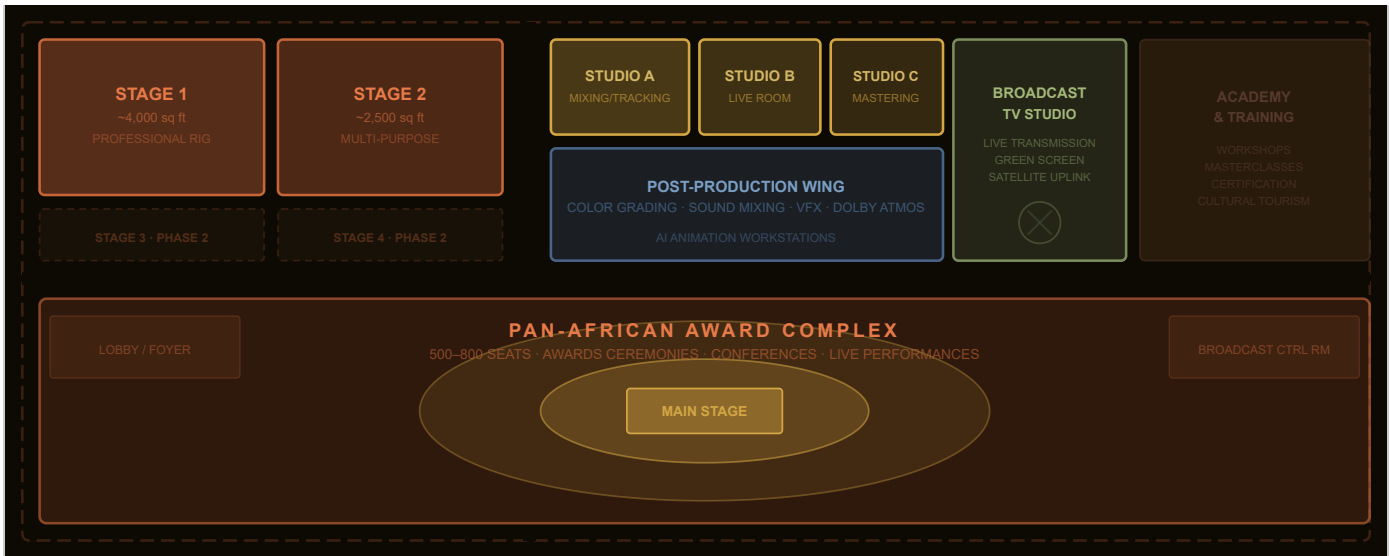 STAGE 1
~4,000 sq ft
PROFESSIONAL RIG
STAGE 2
~2,500 sq ft
MULTI-PURPOSE
STAGE 3 · PHASE 2
STAGE 4 · PHASE 2
STUDIO A
MIXING/TRACKING
STUDIO B
LIVE ROOM
STUDIO C
MASTERING
POST-PRODUCTION WING
COLOR GRADING · SOUND MIXING · VFX · DOLBY ATMOS
AI ANIMATION WORKSTATIONS
BROADCAST
TV STUDIO
LIVE TRANSMISSION
GREEN SCREEN
SATELLITE UPLINK
ACADEMY
& TRAINING
WORKSHOPS
MASTERCLASSES
CERTIFICATION
CULTURAL TOURISM
PAN-AFRICAN AWARD COMPLEX
500–800 SEATS · AWARDS CEREMONIES · CONFERENCES · LIVE PERFORMANCES
LOBBY / FOYER
MAIN STAGE
BROADCAST CTRL RM